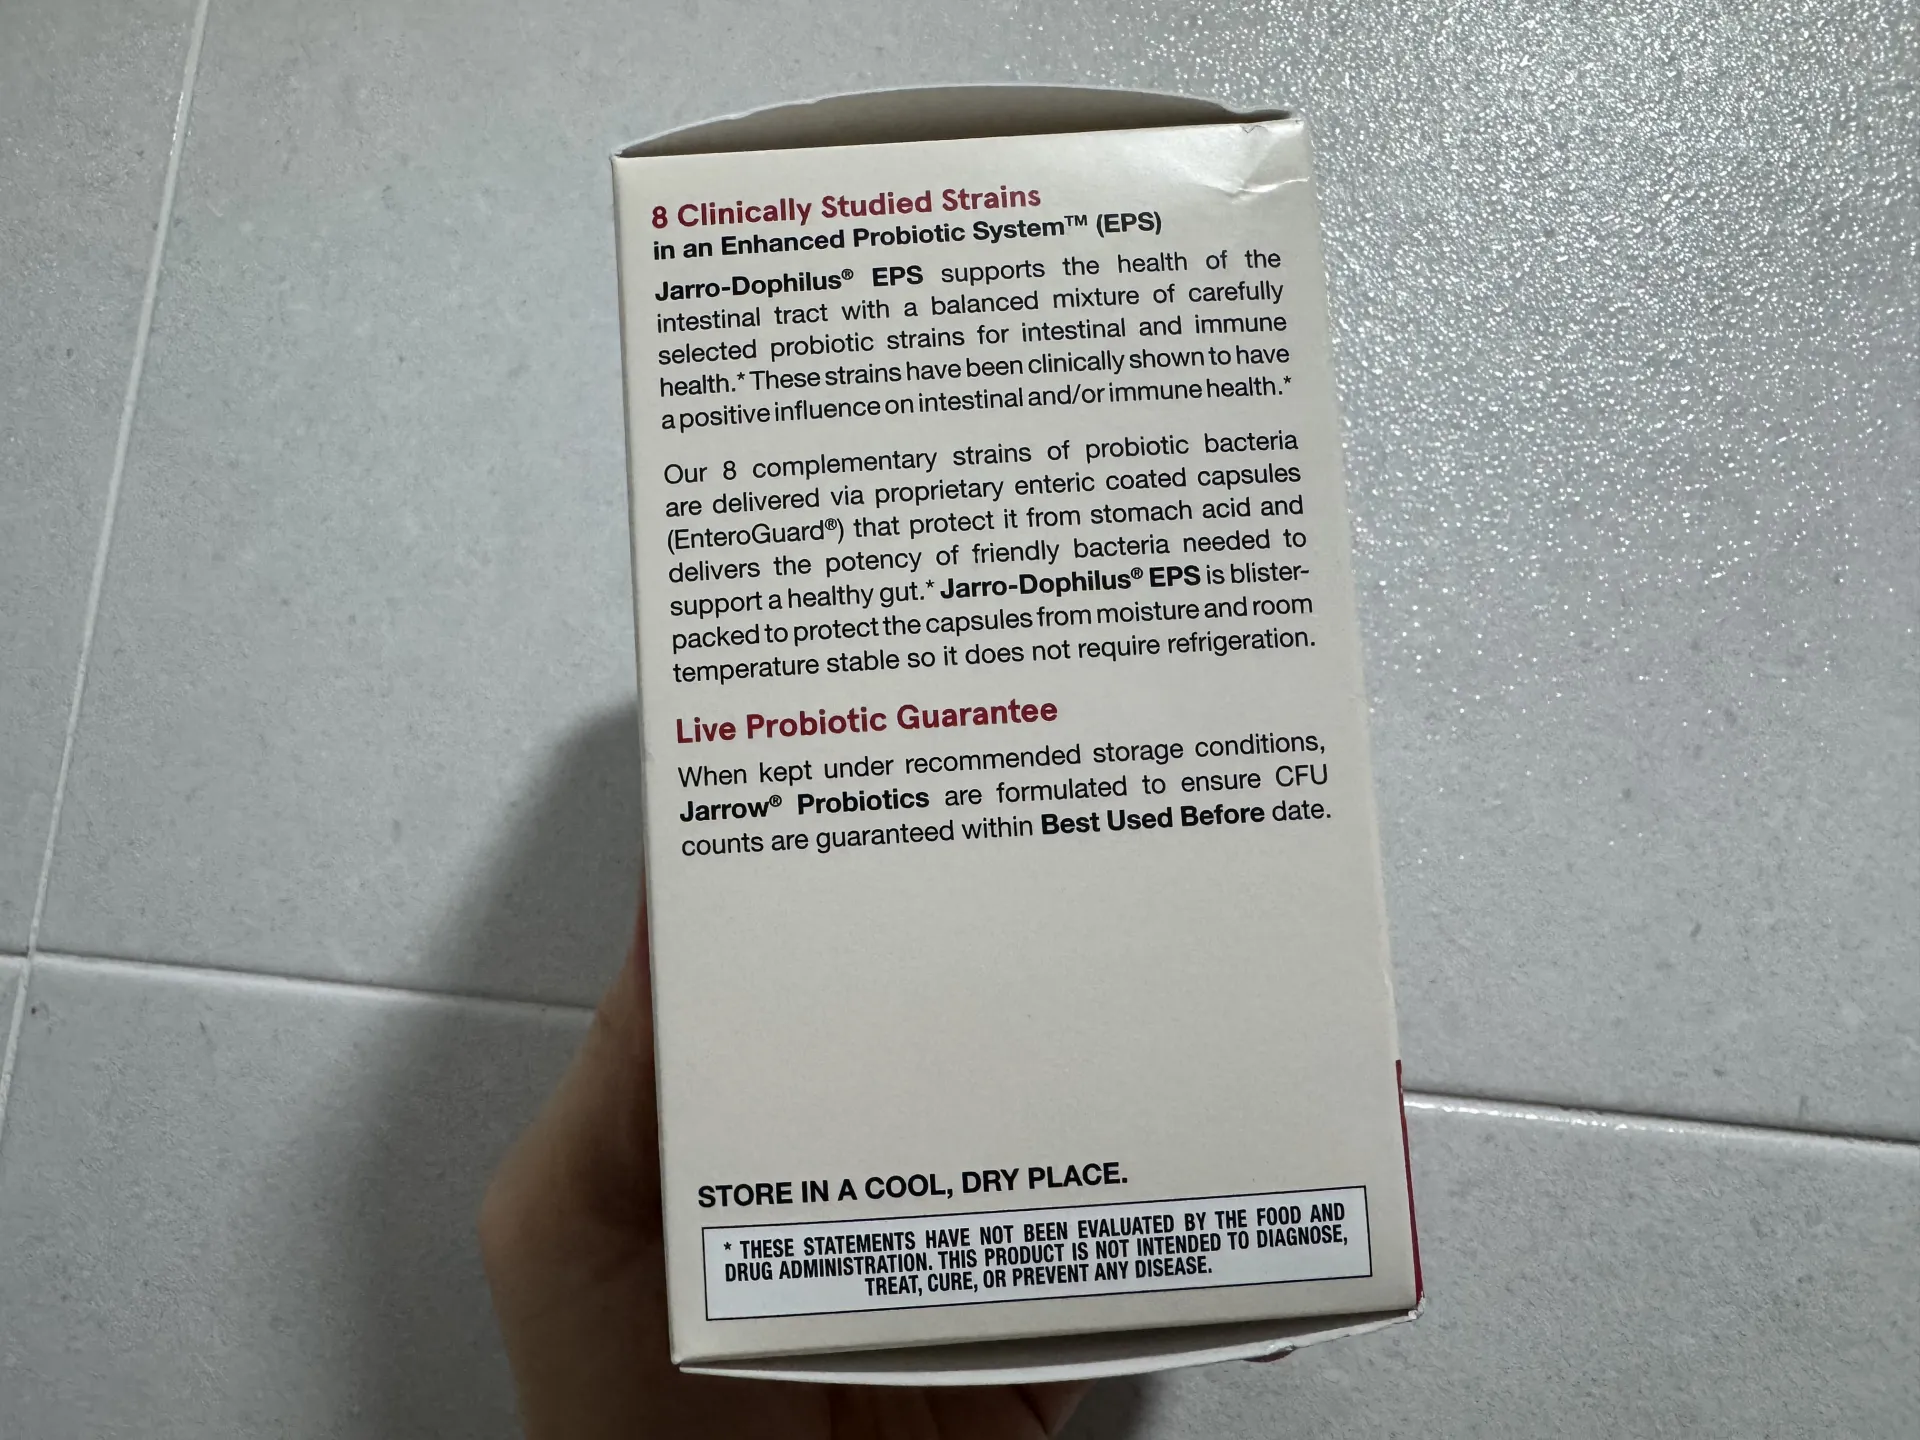 8 Clinically Studied Strains
in an Enhanced Probiotic System™ (EPS)
Jarro-Dophilus® EPS supports the health of the
intestinal tract with a balanced mixture of carefully
selected probiotic strains for intestinal and immune
health.* These strains have been clinically shown to have
a positive influence on intestinal and/or immune health.*
Our 8 complementary strains of probiotic bacteria
are delivered via proprietary enteric coated capsules
(EnteroGuard®) that protect it from stomach acid and
delivers the potency of friendly bacteria needed to
support a healthy gut.* Jarro-Dophilus® EPS is blister-
packed to protect the capsules from moisture and room
temperature stable so it does not require refrigeration.
Live Probiotic Guarantee
When kept under recommended storage conditions,
Jarrow® Probiotics are formulated to ensure CFU
counts are guaranteed within Best Used Before date.
STORE IN A COOL, DRY PLACE.
* THESE STATEMENTS HAVE NOT BEEN EVALUATED BY THE FOOD AND
DRUG ADMINISTRATION. THIS PRODUCT IS NOT INTENDED TO DIAGNOSE,
TREAT, CURE, OR PREVENT ANY DISEASE.